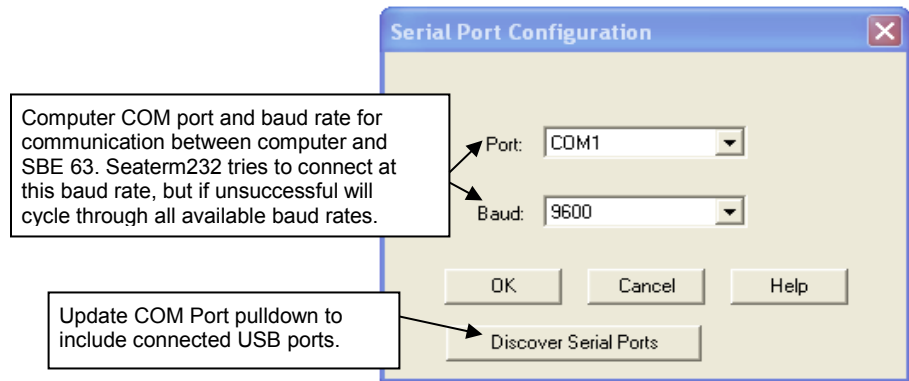 Serial Port Configuration
Computer COM port and baud rate for
communication between computer and
SBE 63. Seaterm232 tries to connect at
this baud rate, but if unsuccessful will
cycle through all available baud rates.
Port: COM1
Baud: 9600
OK Cancel Help
Update COM Port pulldown to
include connected USB ports.
Discover Serial Ports